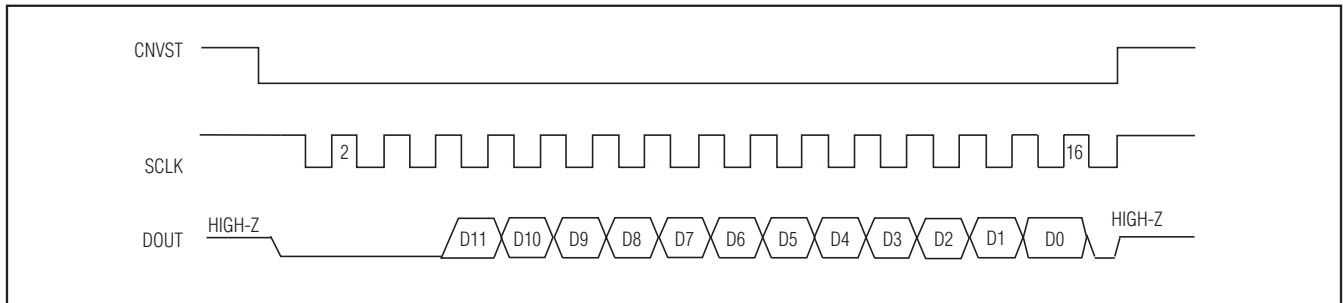 CNVST
2
16
SCLK
HIGH-Z
HIGH-Z
DOUT
D11
D10
D9
D8
D7
D6
D5
D4
D3
D2
D1
D0